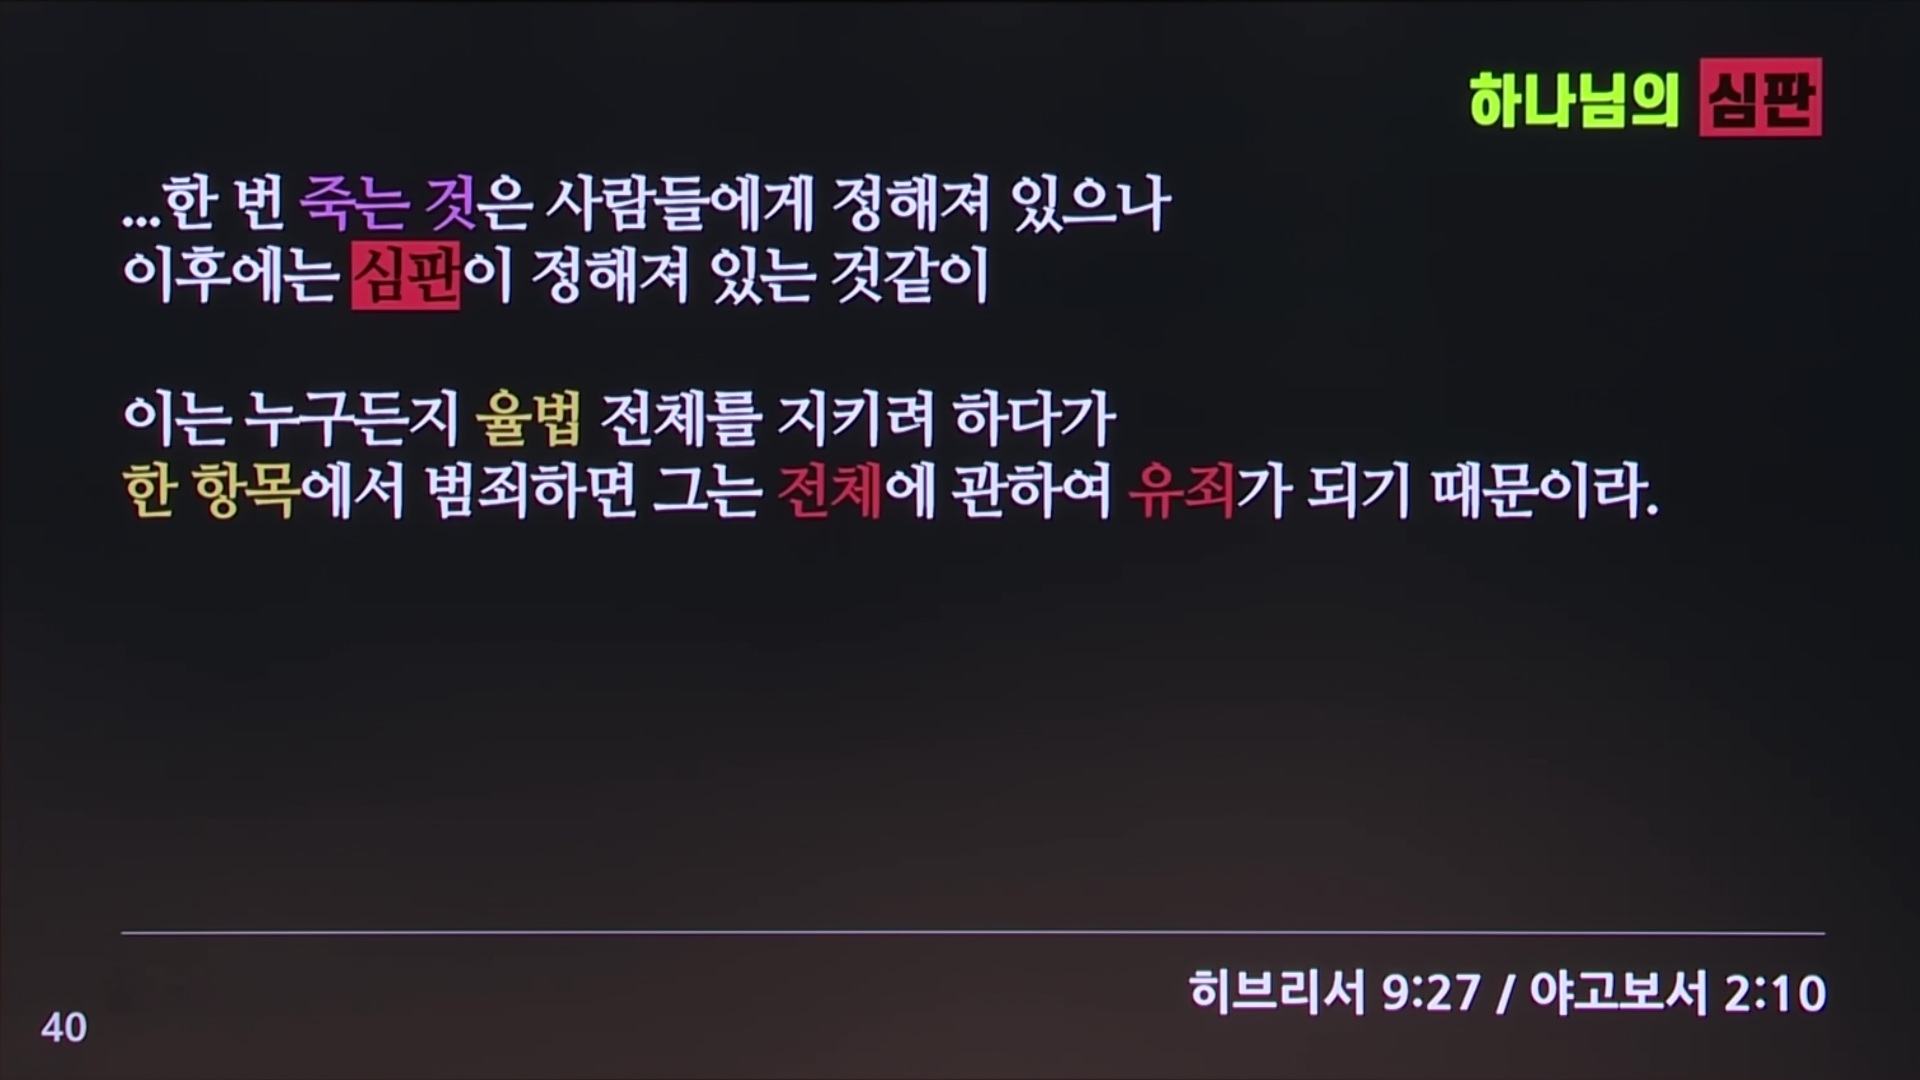 하나님의 심판
...한 번 죽는 것은 사람들에게 정해져 있으나
이후에는 심판이 정해져 있는 것같이
이는 누구든지 율법 전체를 지키려 하다가
한 항목에서 범죄하면 그는 전체에 관하여 유죄가 되기 때문이라.
히브리서 9:27 / 야고보서 2:10
40